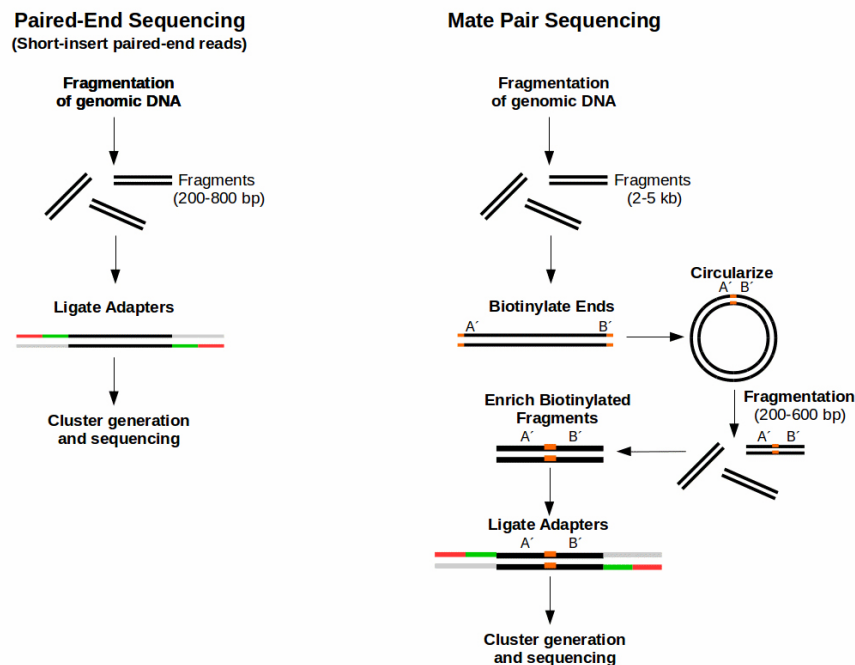 Paired-End Sequencing
(Short-insert paired-end reads)
Fragmentation
of genomic DNA
Fragments
(200-800 bp)
Ligate Adapters
Cluster generation
and sequencing
Mate Pair Sequencing
Fragmentation
of genomic DNA
Fragments
(2-5 kb)
Biotinylate Ends
A´ B´
Circularize
A´ B´
Fragmentation
(200-600 bp)
A´ B´
Enrich Biotinylated
Fragments
A´ B´
Ligate Adapters
A´ B´
Cluster generation
and sequencing